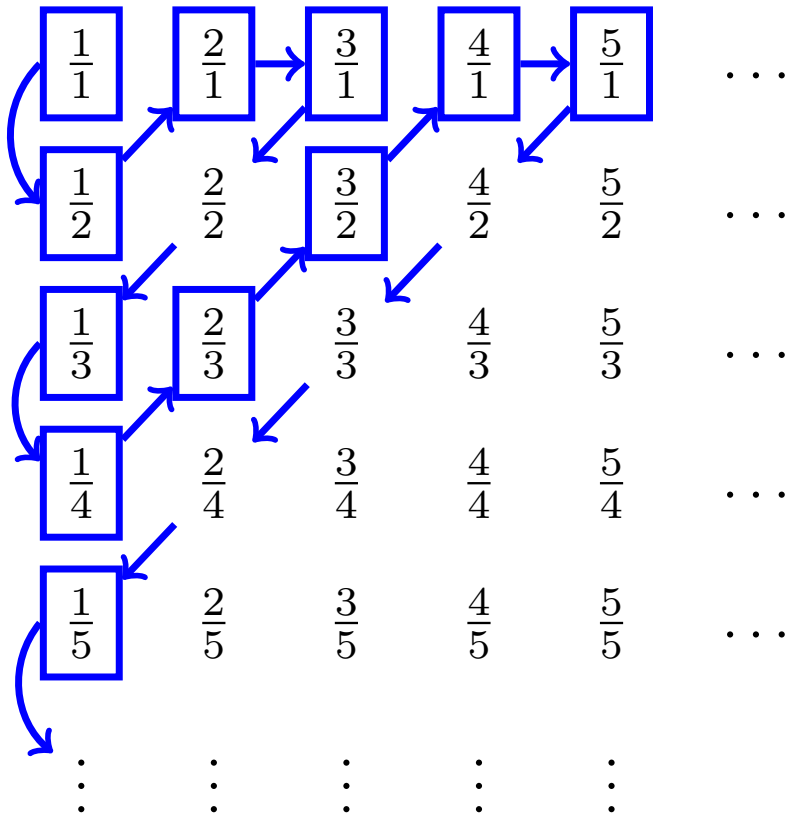 1/1 2/1 3/1 4/1 5/1 ⋯
1/2 2/2 3/2 4/2 5/2 ⋯
1/3 2/3 3/3 4/3 5/3 ⋯
1/4 2/4 3/4 4/4 5/4 ⋯
1/5 2/5 3/5 4/5 5/5 ⋯
⋮ ⋮ ⋮ ⋮ ⋮